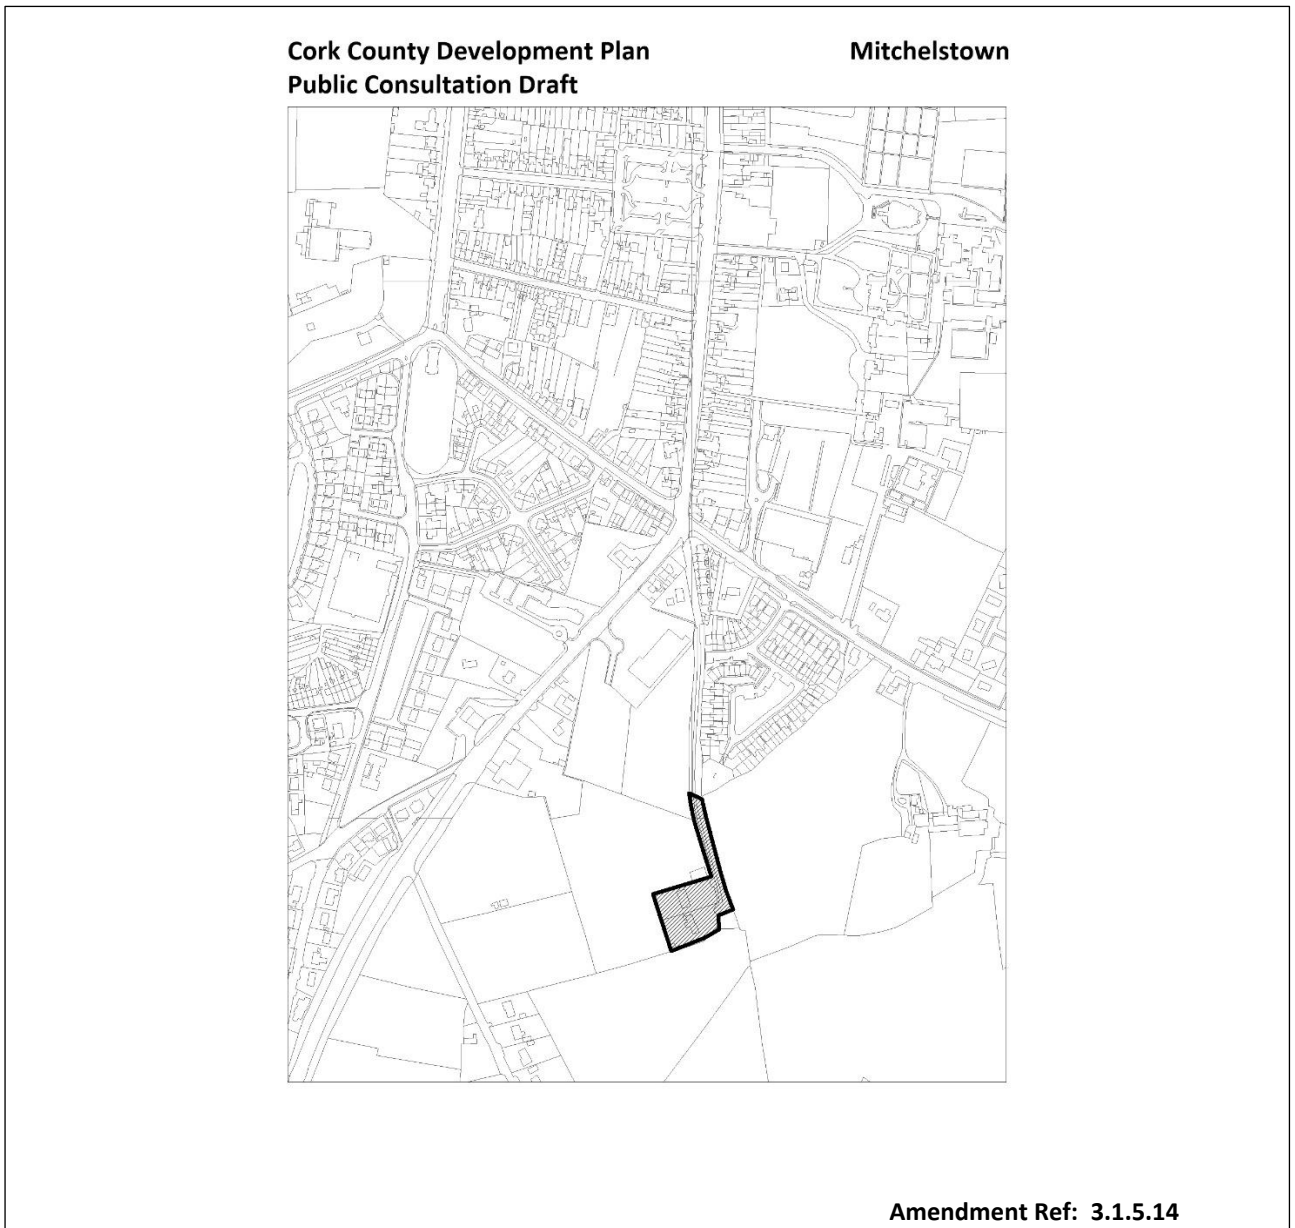 Cork County Development Plan Mitchelstown
Public Consultation Draft
Amendment Ref: 3.1.5.14